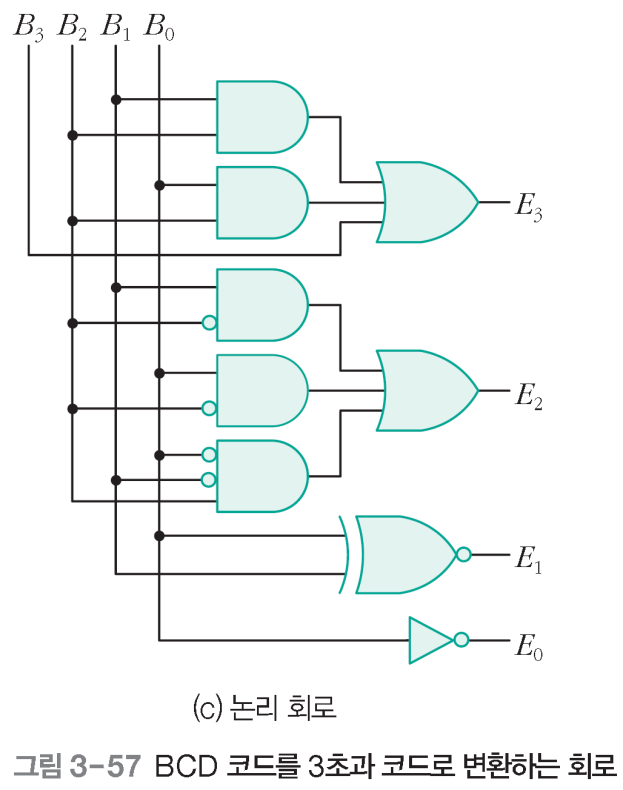 B₃ B₂ B₁ B₀
E₃
E₂
E₁
E₀
(c) 논리 회로
그림 3-57 BCD 코드를 3초과 코드로 변환하는 회로